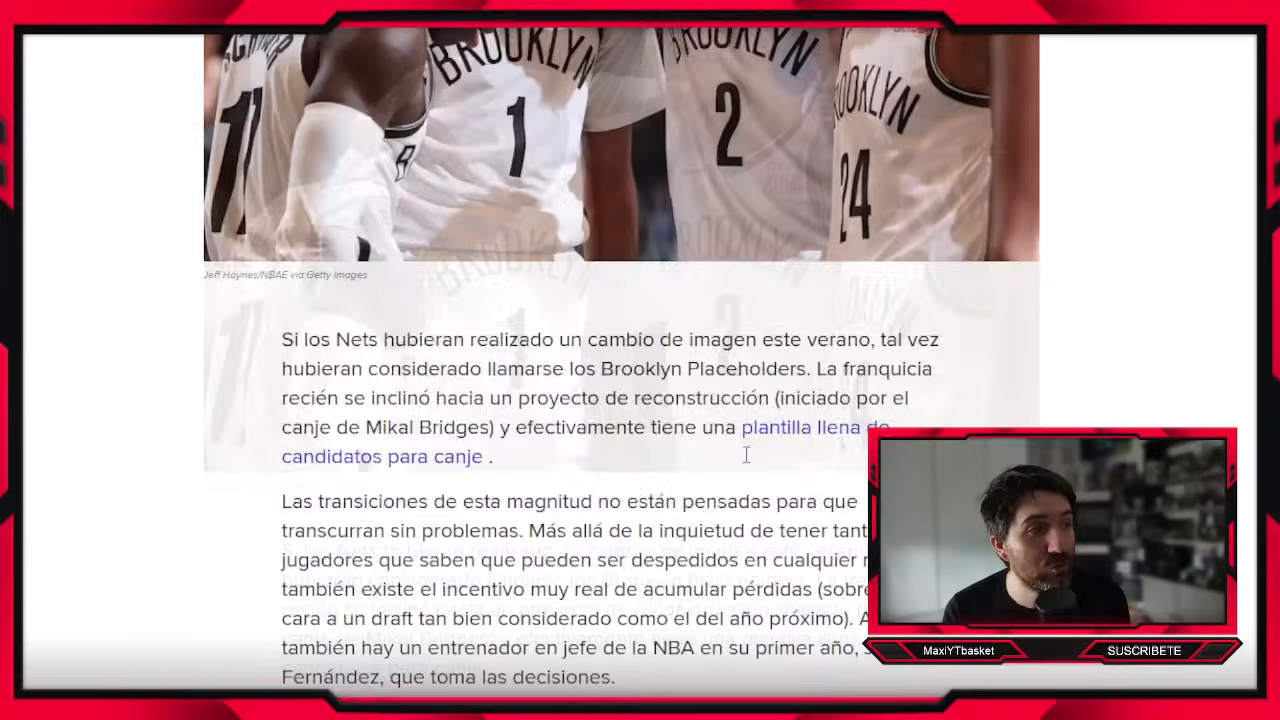 BROOKLYN
BROOKLYN
BROOKLYN
11
1
2
24
Jeff Haynes/NBAE via Getty Images
Si los Nets hubieran realizado un cambio de imagen este verano, tal vez
hubieran considerado llamarse los Brooklyn Placeholders. La franquicia
recién se inclinó hacia un proyecto de reconstrucción (iniciado por el
canje de Mikal Bridges) y efectivamente tiene una plantilla llena de
candidatos para canje .
Las transiciones de esta magnitud no están pensadas para que
transcurran sin problemas. Más allá de la inquietud de tener tant
jugadores que saben que pueden ser despedidos en cualquier
también existe el incentivo muy real de acumular pérdidas (sobre
cara a un draft tan bien considerado como el del año próximo).
también hay un entrenador en jefe de la NBA en su primer año,
Fernández, que toma las decisiones.
MaxiYTbasket
SUSCRIBETE